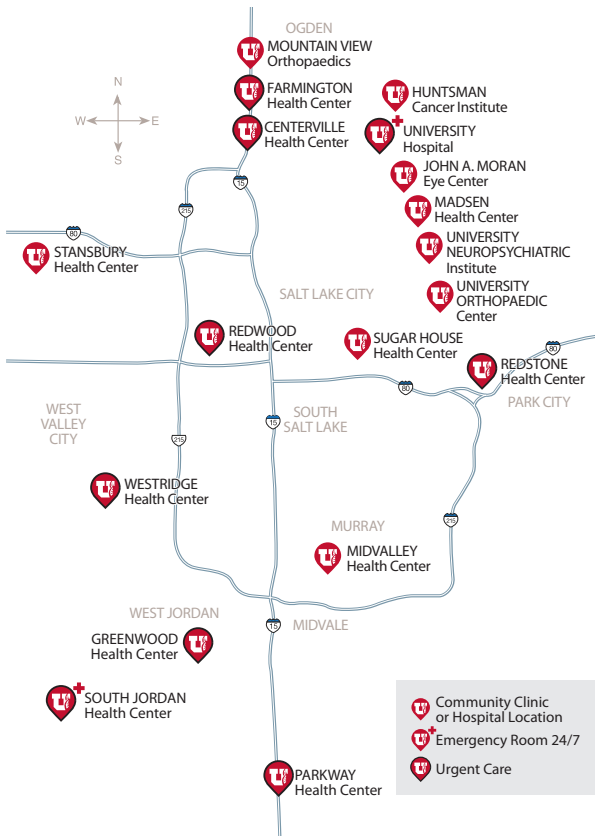 OGDEN
MOUNTAIN VIEW
Orthopaedics
FARMINGTON
Health Center
CENTERVILLE
Health Center
HUNTSMAN
Cancer Institute
UNIVERSITY
Hospital
JOHN A. MORAN
Eye Center
MADSEN
Health Center
UNIVERSITY
NEUROPSYCHIATRIC
Institute
UNIVERSITY
ORTHOPAEDIC
Center
N
W
E
S
15
215
80
STANSBURY
Health Center
SALT LAKE CITY
REDWOOD
Health Center
SUGAR HOUSE
Health Center
80
REDSTONE
Health Center
PARK CITY
80
WEST
VALLEY
CITY
SOUTH
SALT LAKE
15
215
WESTRIDGE
Health Center
215
MURRAY
MIDVALLEY
Health Center
WEST JORDAN
15
MIDVALE
GREENWOOD
Health Center
SOUTH JORDAN
Health Center
PARKWAY
Health Center
Community Clinic
or Hospital Location
Emergency Room 24/7
Urgent Care